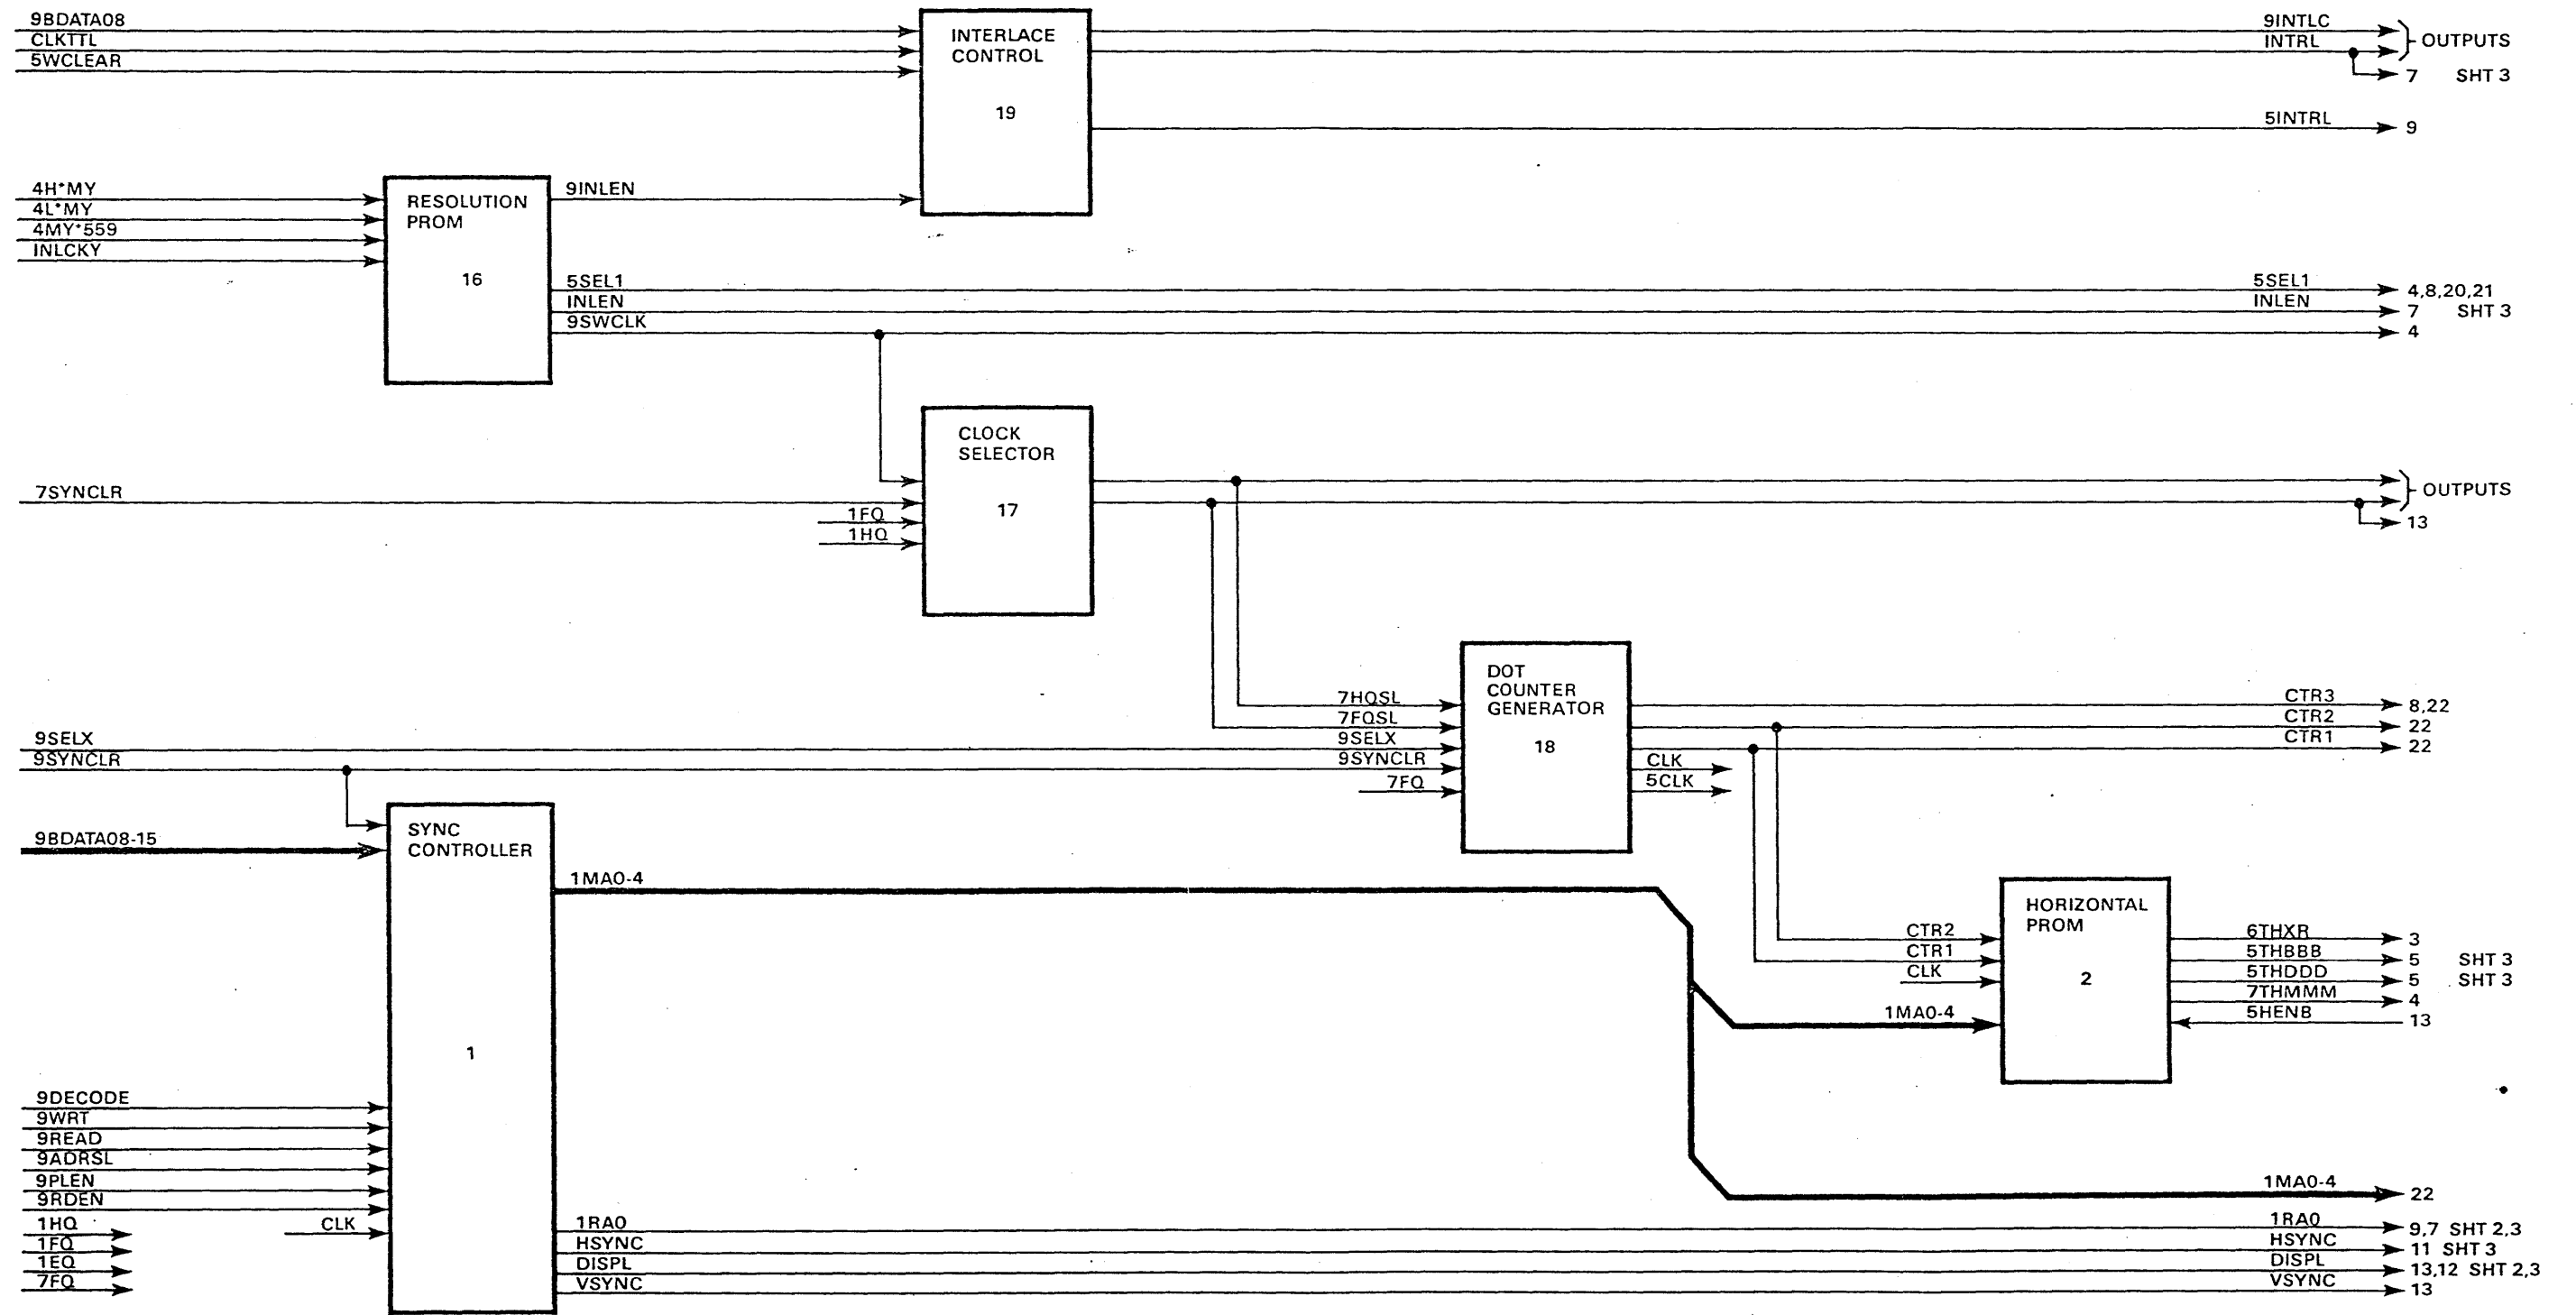 9BDATA08
CLKTTL
5WCLEAR
INTERLACE
CONTROL
19
9INTLC
INTRL
OUTPUTS
7 SHT 3
5INTRL
9
4H*MY
4L*MY
4MY*559
INLCKY
RESOLUTION
PROM
16
9INLEN
5SEL1
INLEN
9SWCLK
5SEL1
4,8,20,21
INLEN
7 SHT 3
4
CLOCK
SELECTOR
17
7SYNCLR
1FQ
1HQ
OUTPUTS
13
DOT
COUNTER
GENERATOR
18
7HQSL
7FQSL
9SELX
9SYNCLR
7FQ
9SELX
9SYNCLR
CTR3
8,22
CTR2
22
CTR1
22
CLK
5CLK
SYNC
CONTROLLER
1
9BDATA08-15
1MA0-4
HORIZONTAL
PROM
2
CTR2
CTR1
CLK
1MA0-4
6THXR
3
5THBBB
5 SHT 3
5THDDD
5 SHT 3
7THMMM
4
5HENB
13
9DECODE
9WRT
9READ
9ADRSL
9PLEN
9RDEN
1HQ
1FQ
1EQ
7FQ
CLK
1MA0-4
22
1RA0
HSYNC
DISPL
VSYNC
1RA0
9,7 SHT 2,3
HSYNC
11 SHT 3
DISPL
13,12 SHT 2,3
VSYNC
13